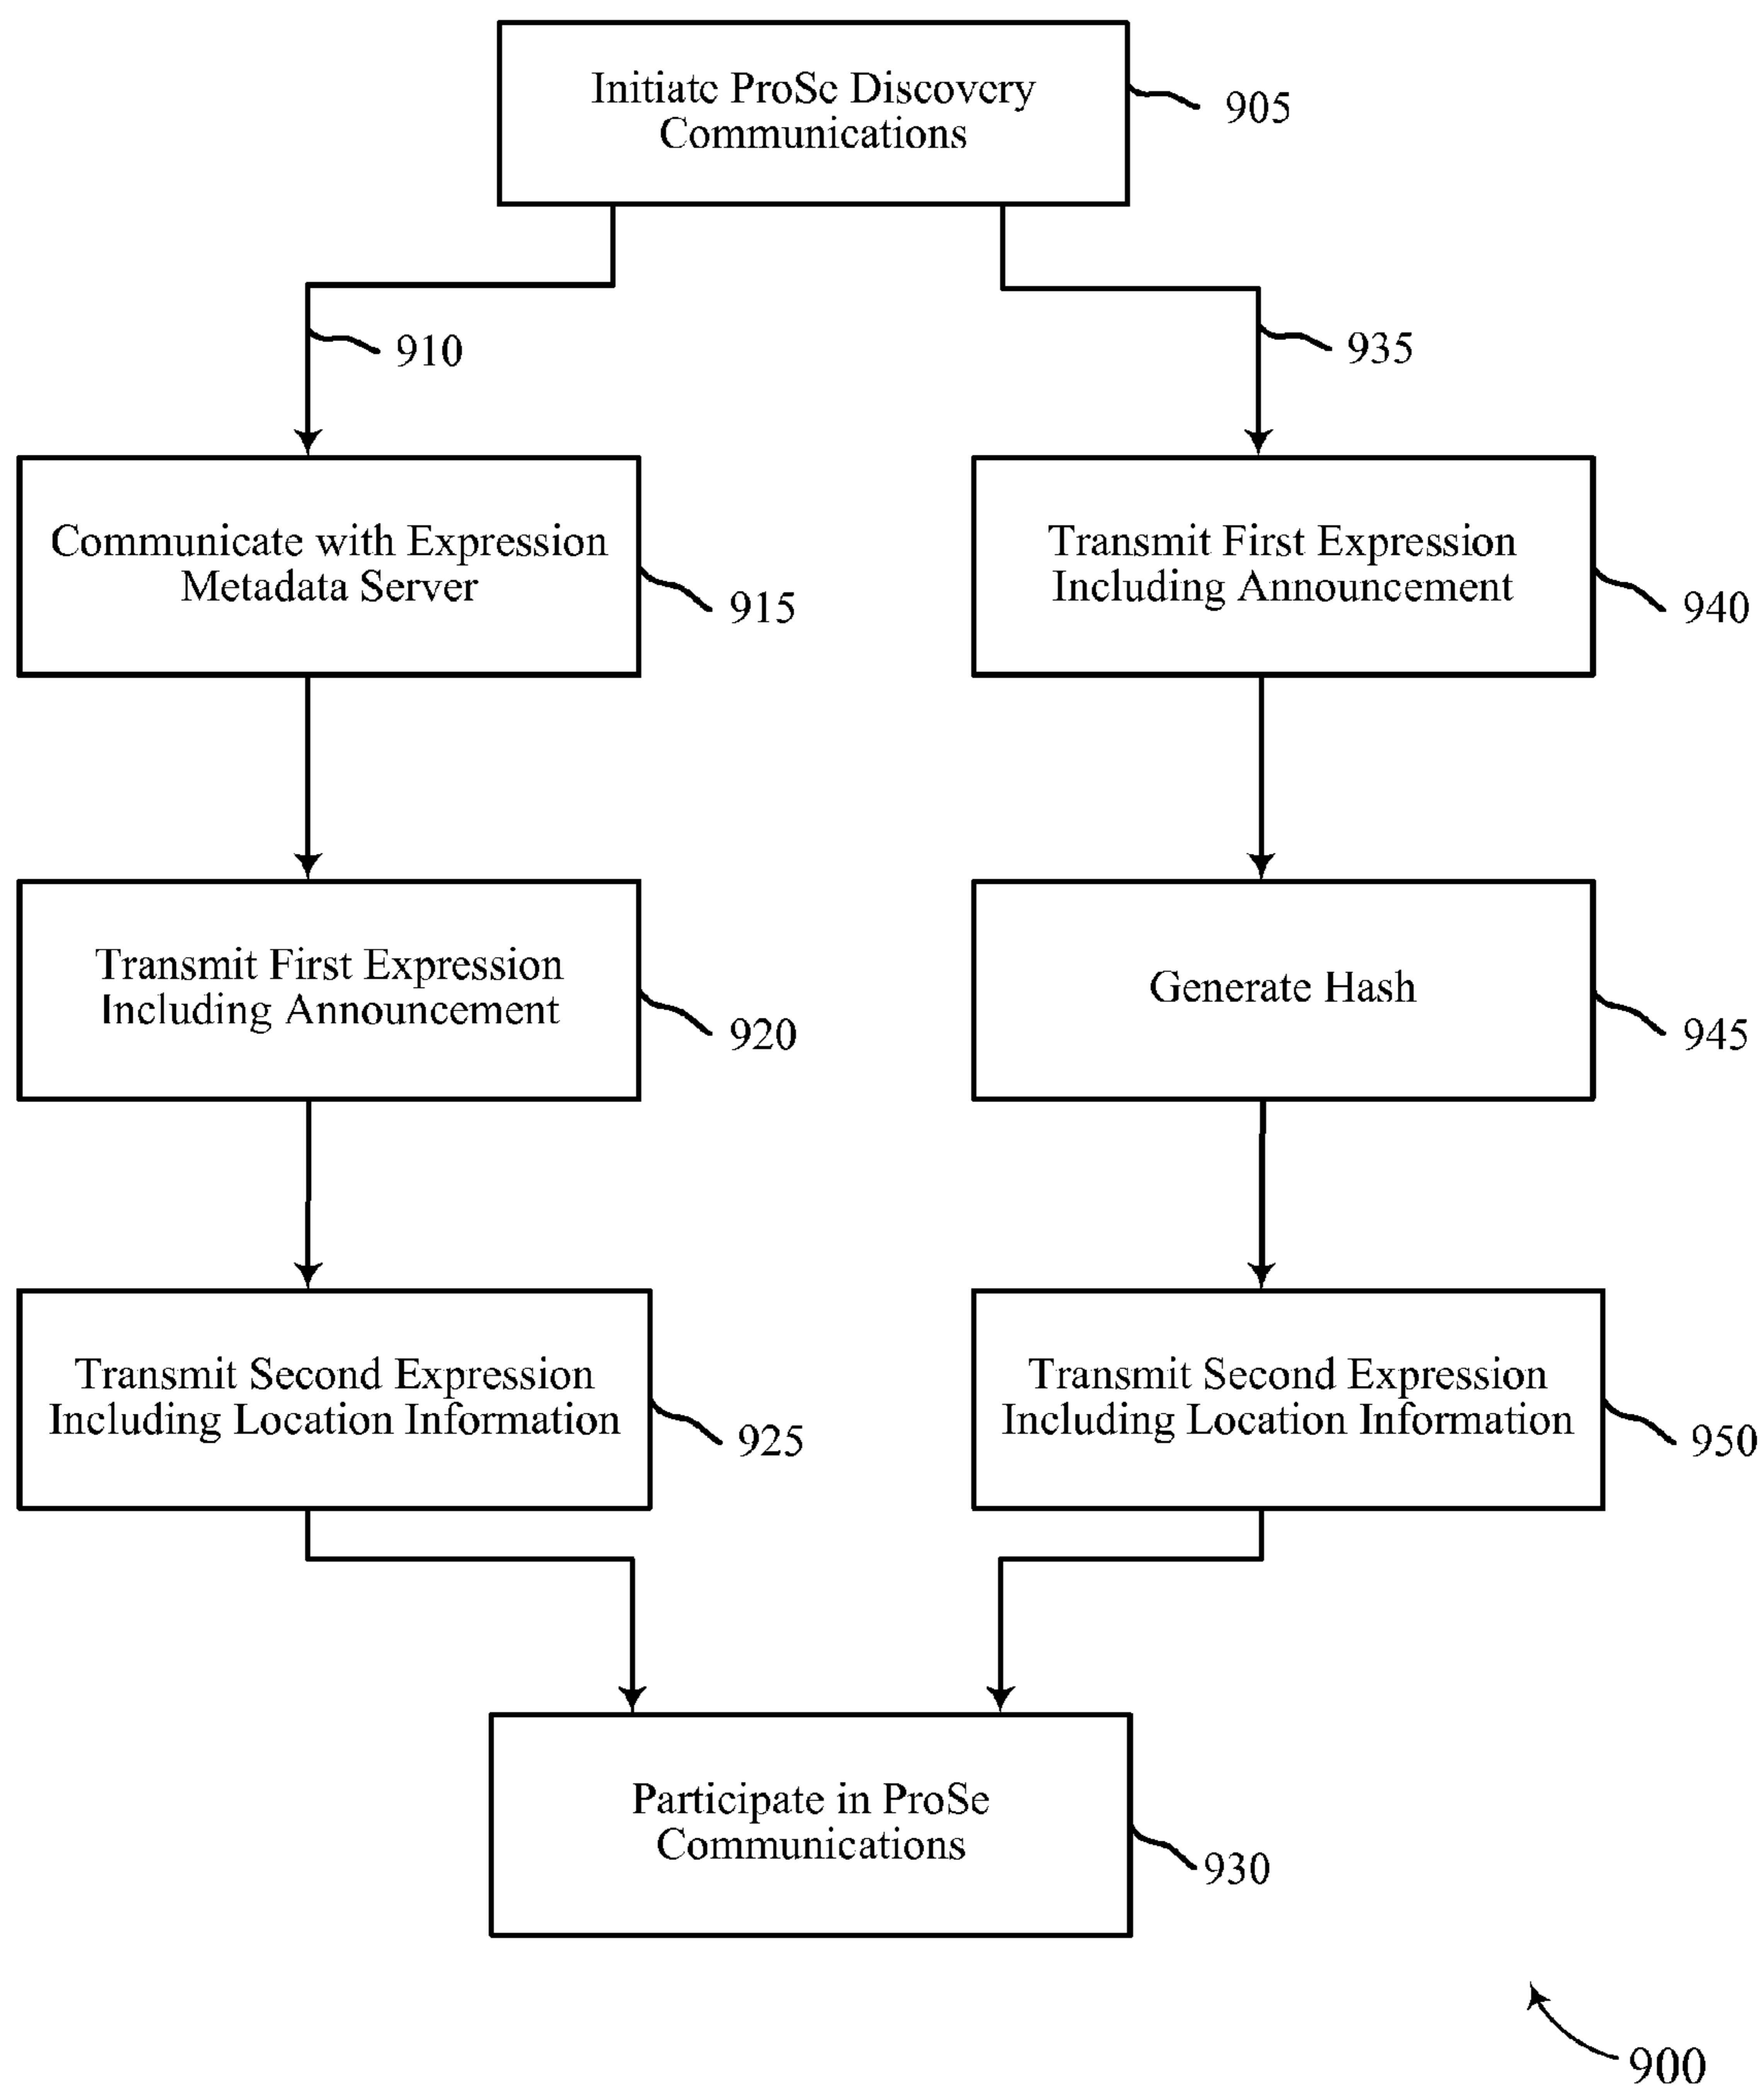 Initiate ProSe Discovery
Communications
905
910
935
Communicate with Expression
Metadata Server
915
Transmit First Expression
Including Announcement
940
Transmit First Expression
Including Announcement
920
Generate Hash
945
Transmit Second Expression
Including Location Information
925
Transmit Second Expression
Including Location Information
950
Participate in ProSe
Communications
930
900